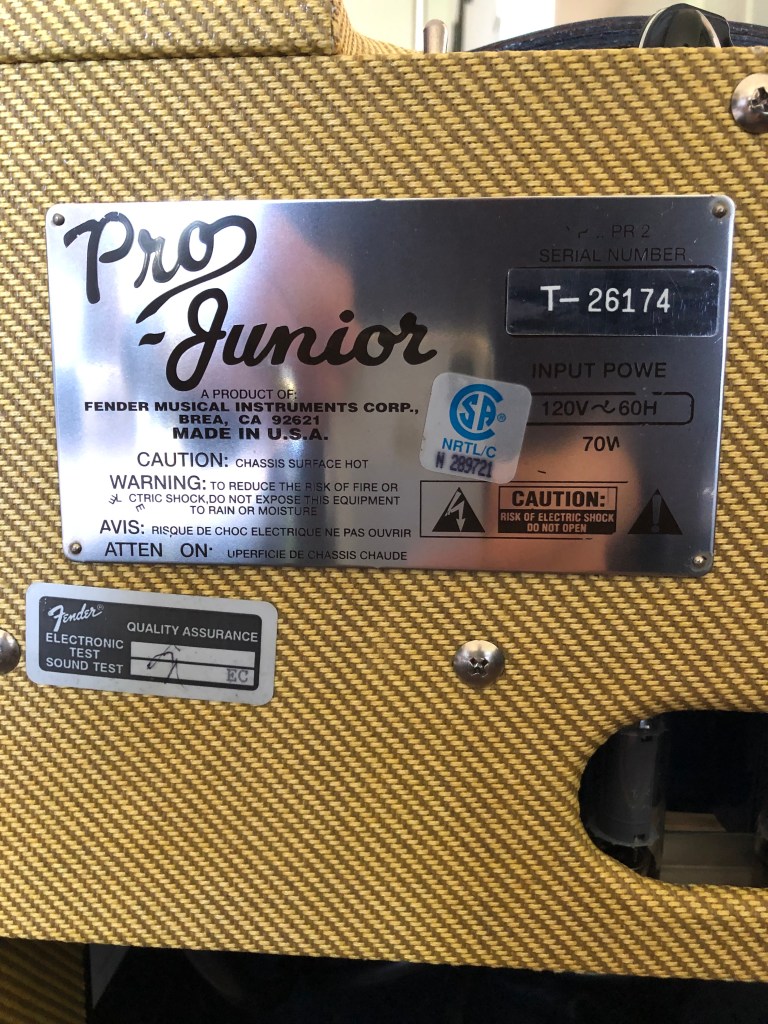 Pro
Junior
PR 2
SERIAL NUMBER
T-26174
INPUT POWE
120V~60H
70W
A PRODUCT OF:
FENDER MUSICAL INSTRUMENTS CORP.,
BREA, CA 92621
MADE IN U.S.A.
CAUTION: CHASSIS SURFACE HOT
WARNING: TO REDUCE THE RISK OF FIRE OR
CTRIC SHOCK,DO NOT EXPOSE THIS EQUIPMENT
TO RAIN OR MOISTURE
AVIS: RISQUE DE CHOC ELECTRIQUE NE PAS OUVRIR
ATTEN ON: UPERFICIE DE CHASSIS CHAUDE
SA
®
NRTL/C
N 289721
CAUTION:
RISK OF ELECTRIC SHOCK
DO NOT OPEN
Fender®
QUALITY ASSURANCE
ELECTRONIC
TEST
SOUND TEST
EC